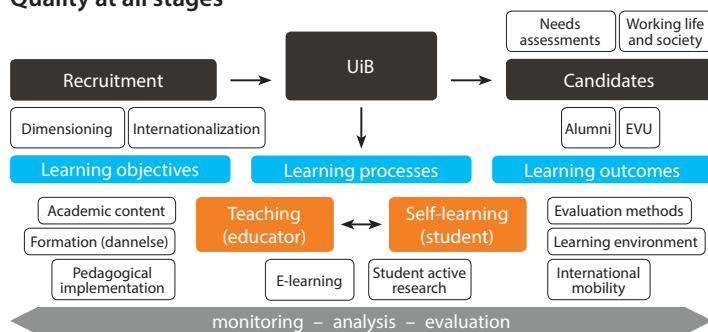 Quality at all stages
Needs
assessments
Working life
and society
Recruitment
UiB
Candidates
Dimensioning
Internationalization
Alumni
EVU
Learning objectives
Learning processes
Learning outcomes
Academic content
Formation (dannelse)
Pedagogical
implementation
Teaching
(educator)
Self-learning
(student)
E-learning
Student active
research
Evaluation methods
Learning environment
International
mobility
monitoring – analysis – evaluation